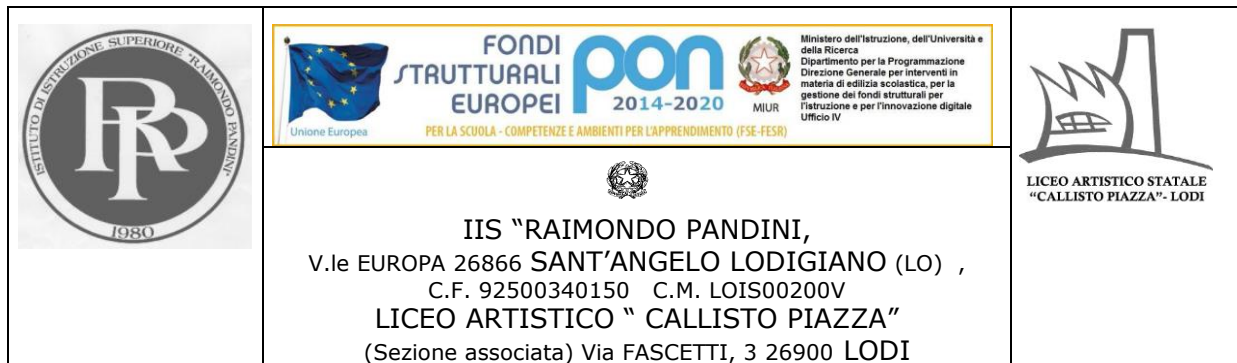 ISTITUTO DI ISTRUZIONE SUPERIORE "RAIMONDO PANDINI"
RP
1980
Unione Europea
FONDI
STRUTTURALI
EUROPEI
pon
2014-2020
MIUR
Ministero dell'Istruzione, dell'Università e
della Ricerca
Dipartimento per la Programmazione
Direzione Generale per interventi in
materia di edilizia scolastica, per la
gestione dei fondi strutturali per
l'istruzione e per l'innovazione digitale
Ufficio IV
PER LA SCUOLA - COMPETENZE E AMBIENTI PER L'APPRENDIMENTO (FSE-FESR)
IIS "RAIMONDO PANDINI,
V.le EUROPA 26866 SANT'ANGELO LODIGIANO (LO) ,
C.F. 92500340150 C.M. LOIS00200V
LICEO ARTISTICO " CALLISTO PIAZZA"
(Sezione associata) Via FASCETTI, 3 26900 LODI
LICEO ARTISTICO STATALE
"CALLISTO PIAZZA"- LODI